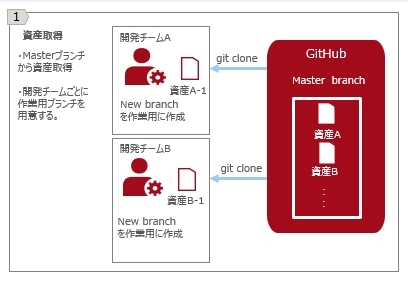 1
資産取得
・Masterブランチ
から資産取得
・開発チームごとに
作業用ブランチを
用意する。
開発チームA
資産A-1
New branch
を作業用に作成
git clone
開発チームB
資産B-1
New branch
を作業用に作成
git clone
GitHub
Master branch
資産A
資産B
:
: